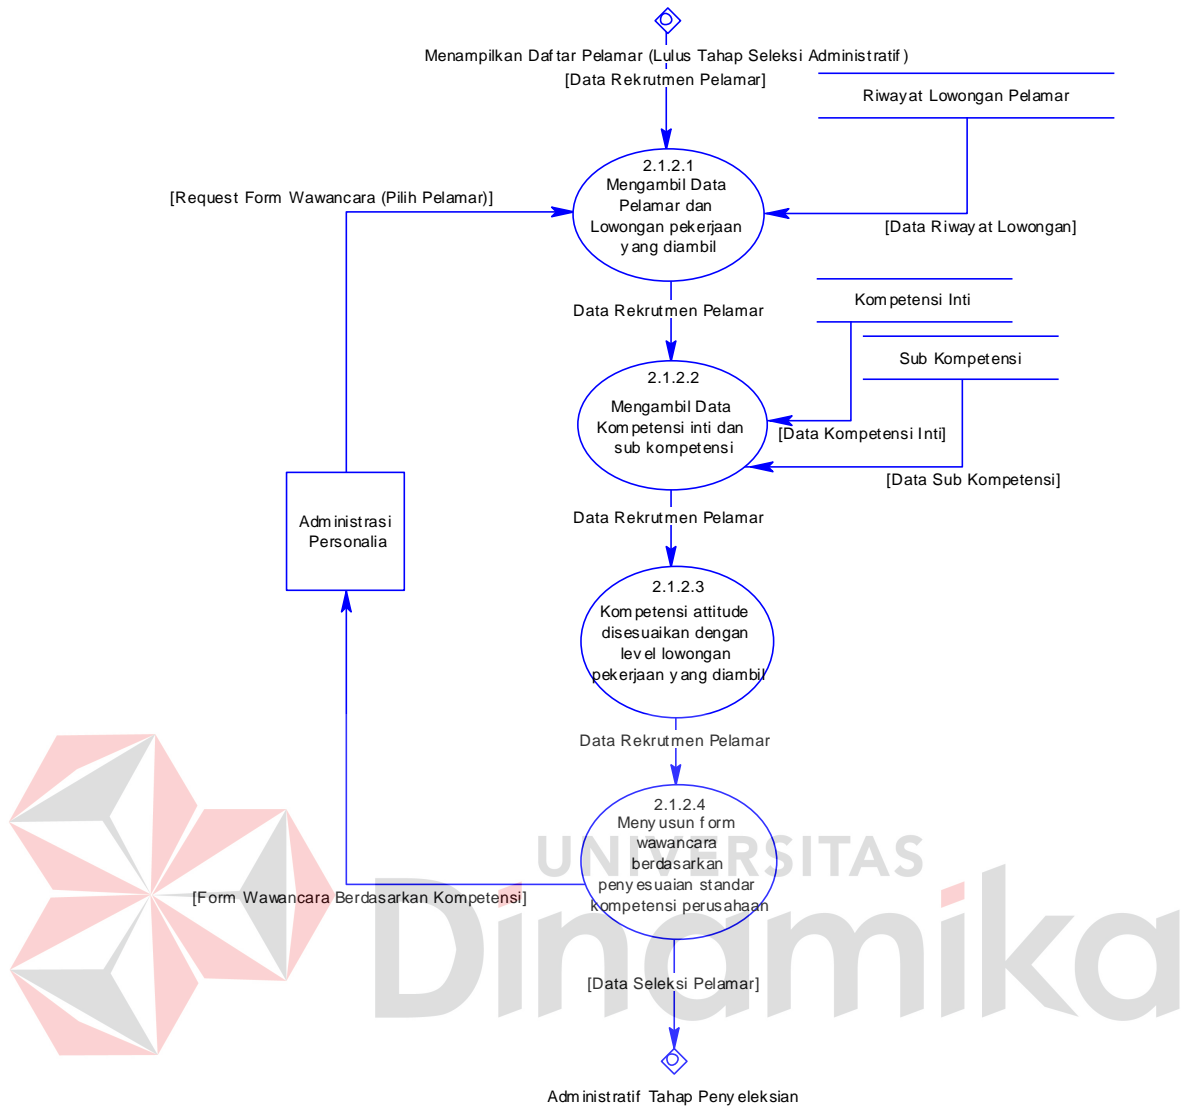 Menampilkan Daftar Pelamar (Lulus Tahap Seleksi Administratif)
[Data Rekrutmen Pelamar]
Riwayat Lowongan Pelamar
2.1.2.1
Mengambil Data
Pelamar dan
Lowongan pekerjaan
yang diambil
[Request Form Wawancara (Pilih Pelamar)]
[Data Riwayat Lowongan]
Data Rekrutmen Pelamar
Kompetensi Inti
Sub Kompetensi
2.1.2.2
Mengambil Data
Kompetensi inti dan
sub kompetensi
[Data Kompetensi Inti]
[Data Sub Kompetensi]
Data Rekrutmen Pelamar
Administrasi
Personalia
2.1.2.3
Kompetensi attitude
disesuaikan dengan
level lowongan
pekerjaan yang diambil
Data Rekrutmen Pelamar
2.1.2.4
Menyusun form
wawancara
berdasarkan
penyesuaian standar
kompetensi perusahaan
[Form Wawancara Berdasarkan Kompetensi]
UNIVERSITAS
Dinamika
[Data Seleksi Pelamar]
Administratif Tahap Penyeleksian